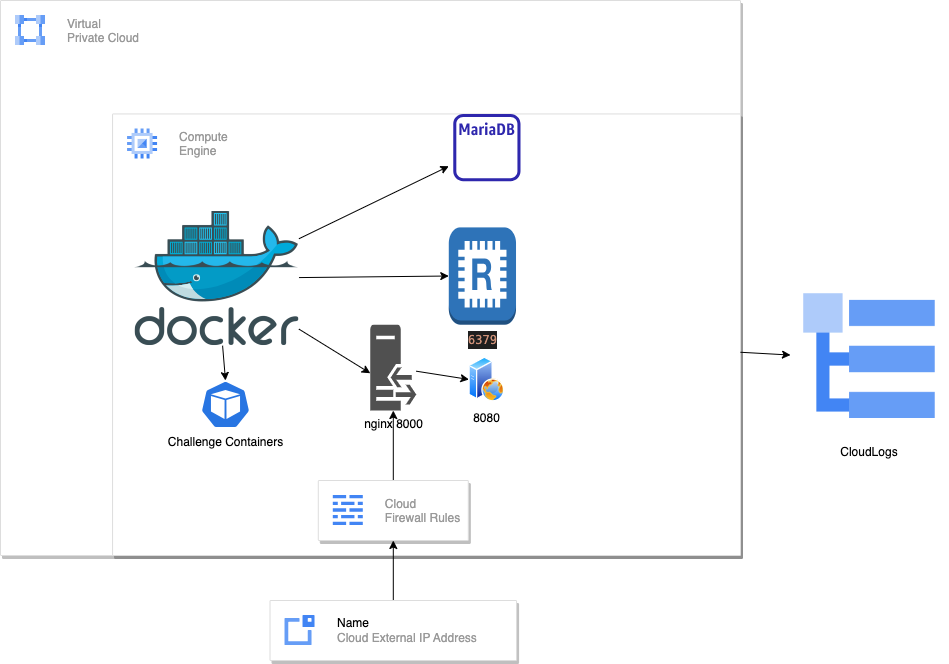 Virtual
Private Cloud
Compute
Engine
MariaDB
docker
R
6379
nginx 8000
8080
Challenge Containers
CloudLogs
Cloud
Firewall Rules
Name
Cloud External IP Address